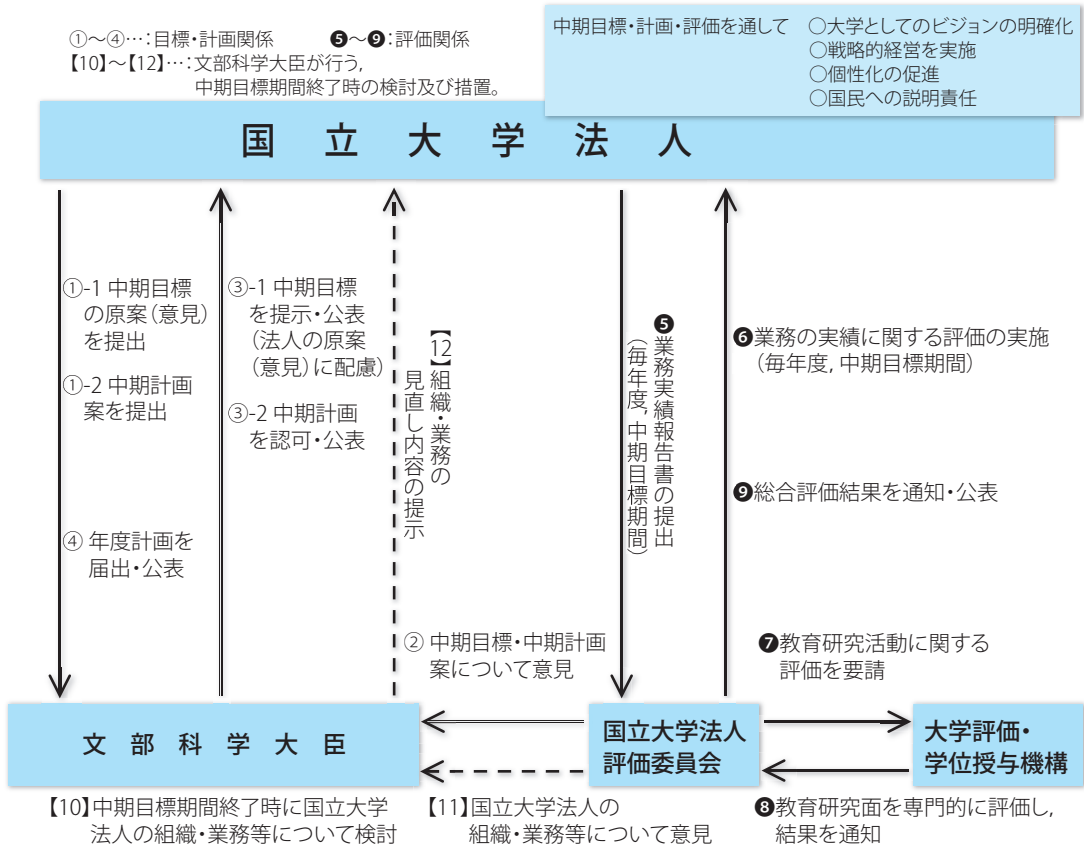 ①～④…：目標・計画関係　❺～❾：評価関係
【10】～【12】…：文部科学大臣が行う，
中期目標期間終了時の検討及び措置。
中期目標・計画・評価を通して　○大学としてのビジョンの明確化
○戦略的経営を実施
○個性化の促進
○国民への説明責任
国立大学法人
①-1 中期目標
の原案（意見）
を提出
①-2 中期計画
案を提出
④ 年度計画を
届出・公表
③-1 中期目標
を提示・公表
（法人の原案
（意見）に配慮）
③-2 中期計画
を認可・公表
【12】組織・業務の
見直し内容の提示
❺業務実績報告書の提出
（毎年度，中期目標期間）
❻業務の実績に関する評価の実施
（毎年度，中期目標期間）
❾総合評価結果を通知・公表
② 中期目標・中期計画
案について意見
❼教育研究活動に関する
評価を要請
文部科学大臣
国立大学法人
評価委員会
大学評価・
学位授与機構
【10】中期目標期間終了時に国立大学
法人の組織・業務等について検討
【11】国立大学法人の
組織・業務等について意見
❽教育研究面を専門的に評価し，
結果を通知